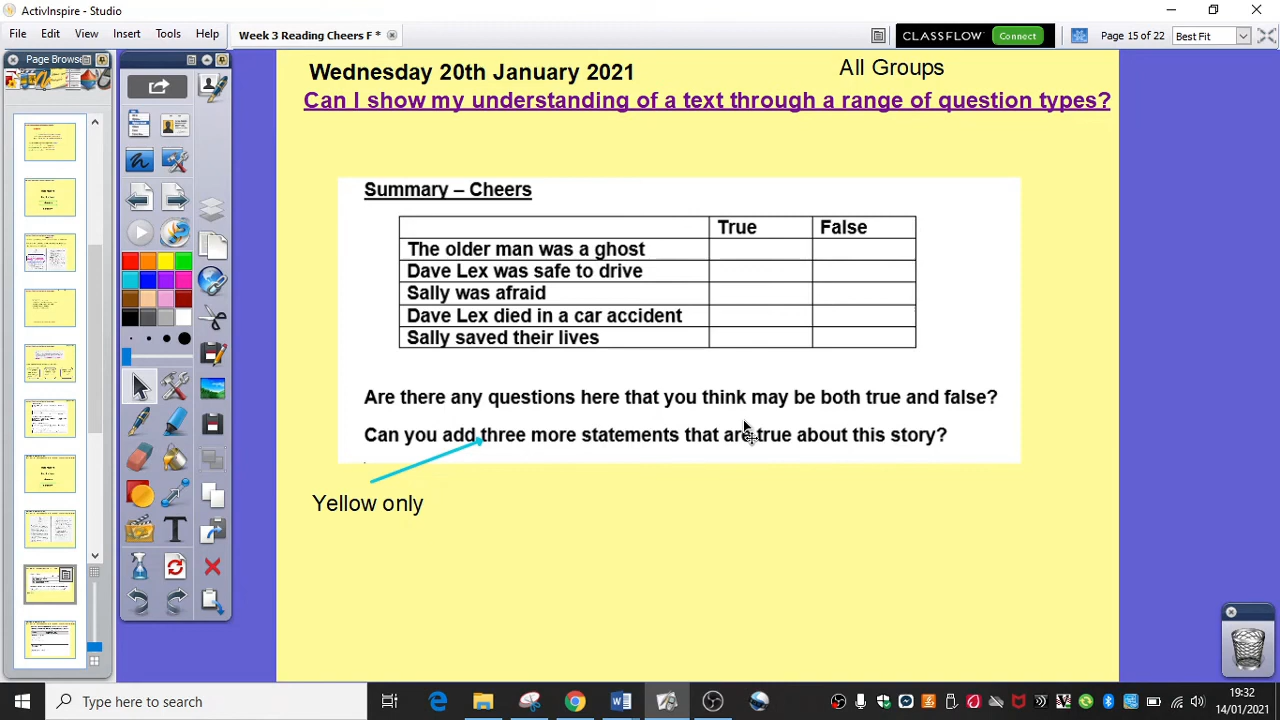 ActivInspire - Studio
File Edit View Insert Tools Help Week 3 Reading Cheers F * CLASSFLOW Connect Page 15 of 22 Best Fit
Page Browse
Wednesday 20th January 2021 All Groups
Can I show my understanding of a text through a range of question types?
Summary – Cheers
True False
The older man was a ghost
Dave Lex was safe to drive
Sally was afraid
Dave Lex died in a car accident
Sally saved their lives
Are there any questions here that you think may be both true and false?
Can you add three more statements that are true about this story?
Yellow only
Type here to search
19:32
14/01/2021